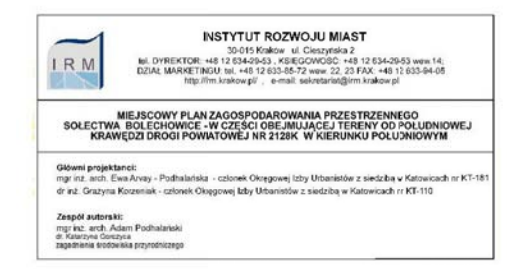 IRM
INSTYTUT ROZWOJU MIAST
30-015 Krakow ul. Cieszynska 2
tel. DYREKTOR: +48 12 634-29-53 , KSIEGOWOSC: +48 12 634-29-53 wew.14;
DZIAŁ MARKETINGU: tel. +48 12 633-85-72 wew. 22, 23 FAX: +48 12 633-94-05
http://irm.krakow.pl/ , e-mail: sekretariat@irm.krakow.pl
MIEJSCOWY PLAN ZAGOSPODAROWANIA PRZESTRZENNEGO
SOŁECTWA BOLECHOWICE - W CZĘŚCI OBEJMUJĄCEJ TERENY OD POŁUDNIOWEJ
KRAWĘDZI DROGI POWIATOWEJ NR 2128K W KIERUNKU POŁUDNIOWYM
Główni projektanci:
mgr inż. arch. Ewa Arvay - Podhalańska - członek Okręgowej Izby Urbanistów z siedzibą w Katowicach nr KT-181
dr inż. Grażyna Korzeniak - członek Okręgowej Izby Urbanistów z siedzibą w Katowicach nr KT-110
Zespół autorski:
mgr inż. arch. Adam Podhalański
dr. Katarzyna Gorczyca
zagadnienia środowiska przyrodniczego